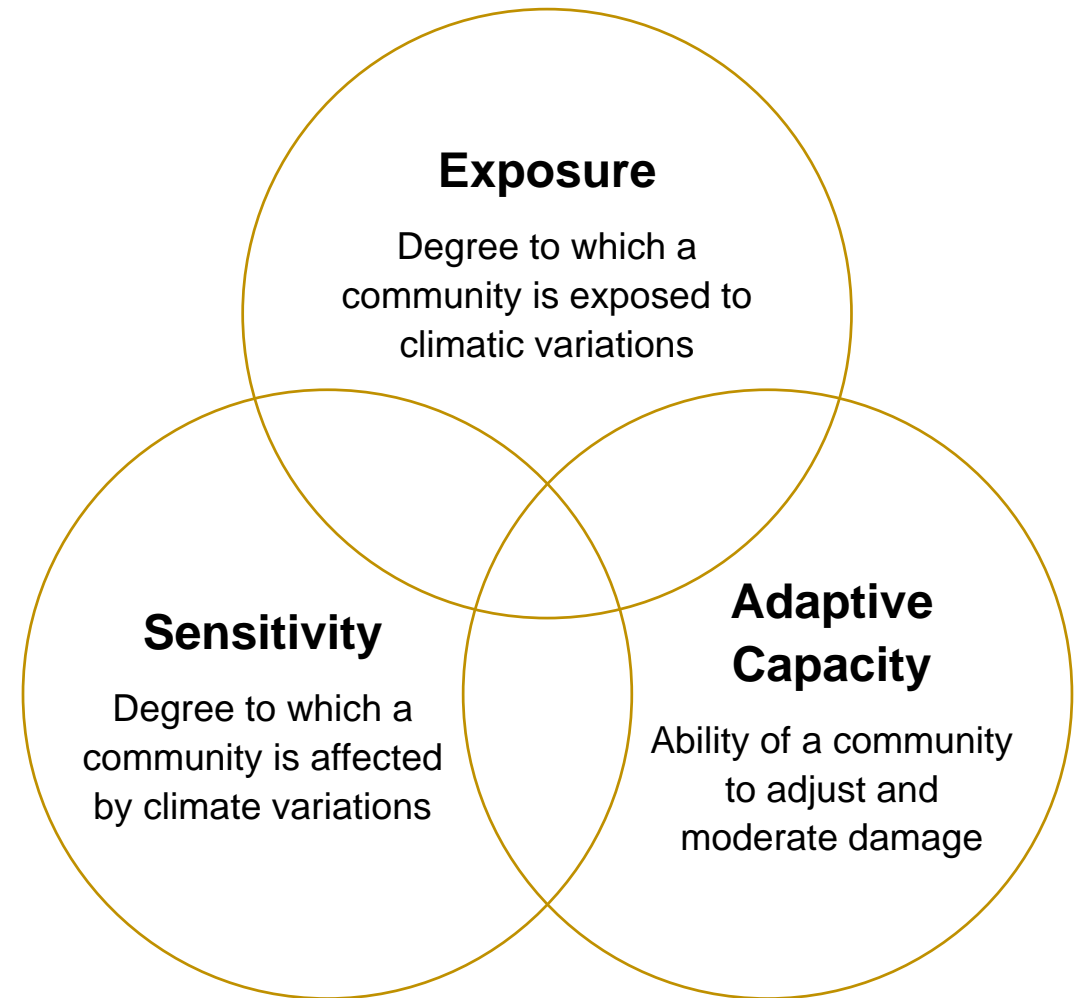 Exposure
Degree to which a
community is exposed to
climatic variations
Sensitivity
Degree to which a
community is affected
by climate variations
Adaptive
Capacity
Ability of a community
to adjust and
moderate damage